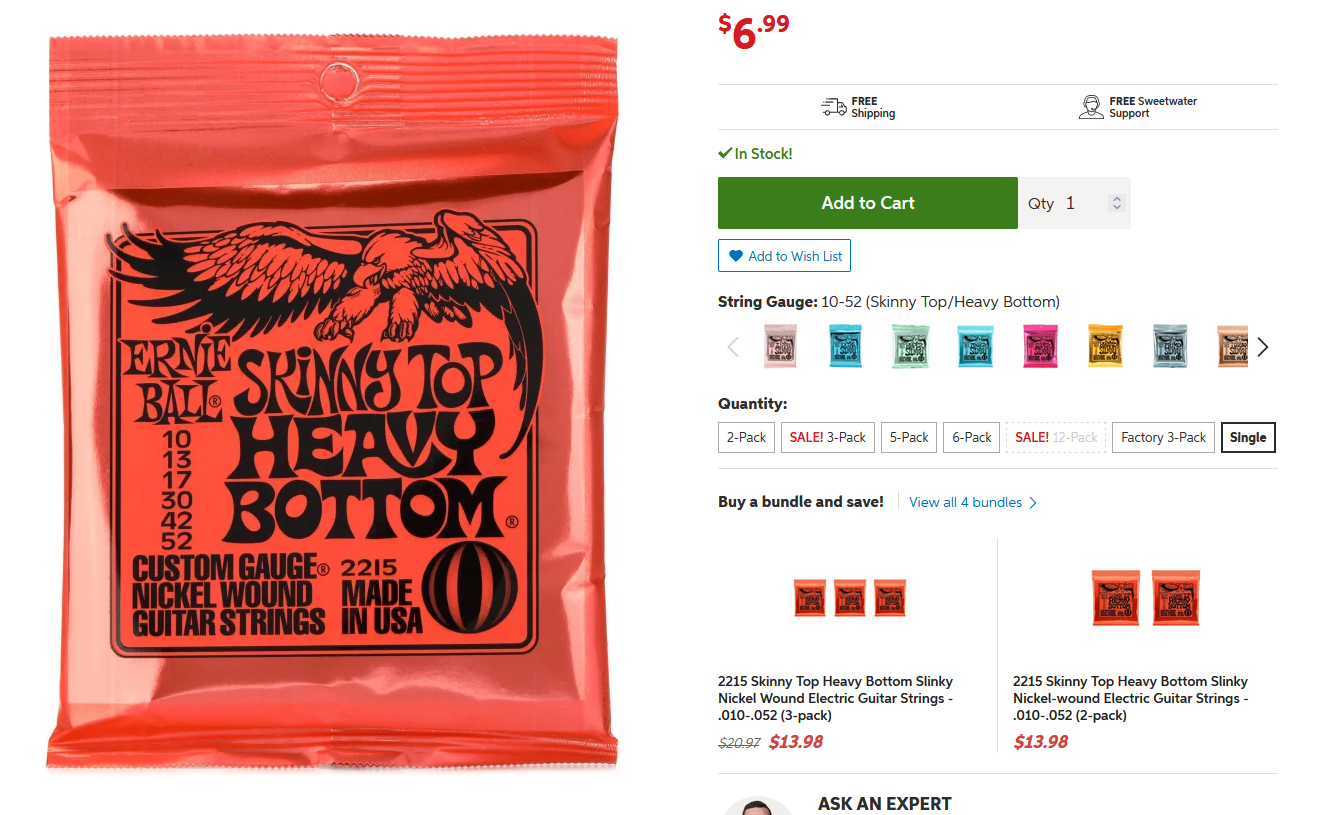 ERNIE
BALL®
SKINNY TOP
HEAVY
BOTTOM®
10
13
17
30
42
52
CUSTOM GAUGE®
NICKEL WOUND
GUITAR STRINGS
2215
MADE
IN USA
$6.99
FREE
Shipping
FREE Sweetwater
Support
In Stock!
Add to Cart
Qty 1
Add to Wish List
String Gauge: 10-52 (Skinny Top/Heavy Bottom)
Quantity:
2-Pack
SALE! 3-Pack
5-Pack
6-Pack
SALE! 12-Pack
Factory 3-Pack
Single
Buy a bundle and save!
View all 4 bundles
2215 Skinny Top Heavy Bottom Slinky
Nickel Wound Electric Guitar Strings -
.010-.052 (3-pack)
$20.97 $13.98
2215 Skinny Top Heavy Bottom Slinky
Nickel-wound Electric Guitar Strings -
.010-.052 (2-pack)
$13.98
ASK AN EXPERT